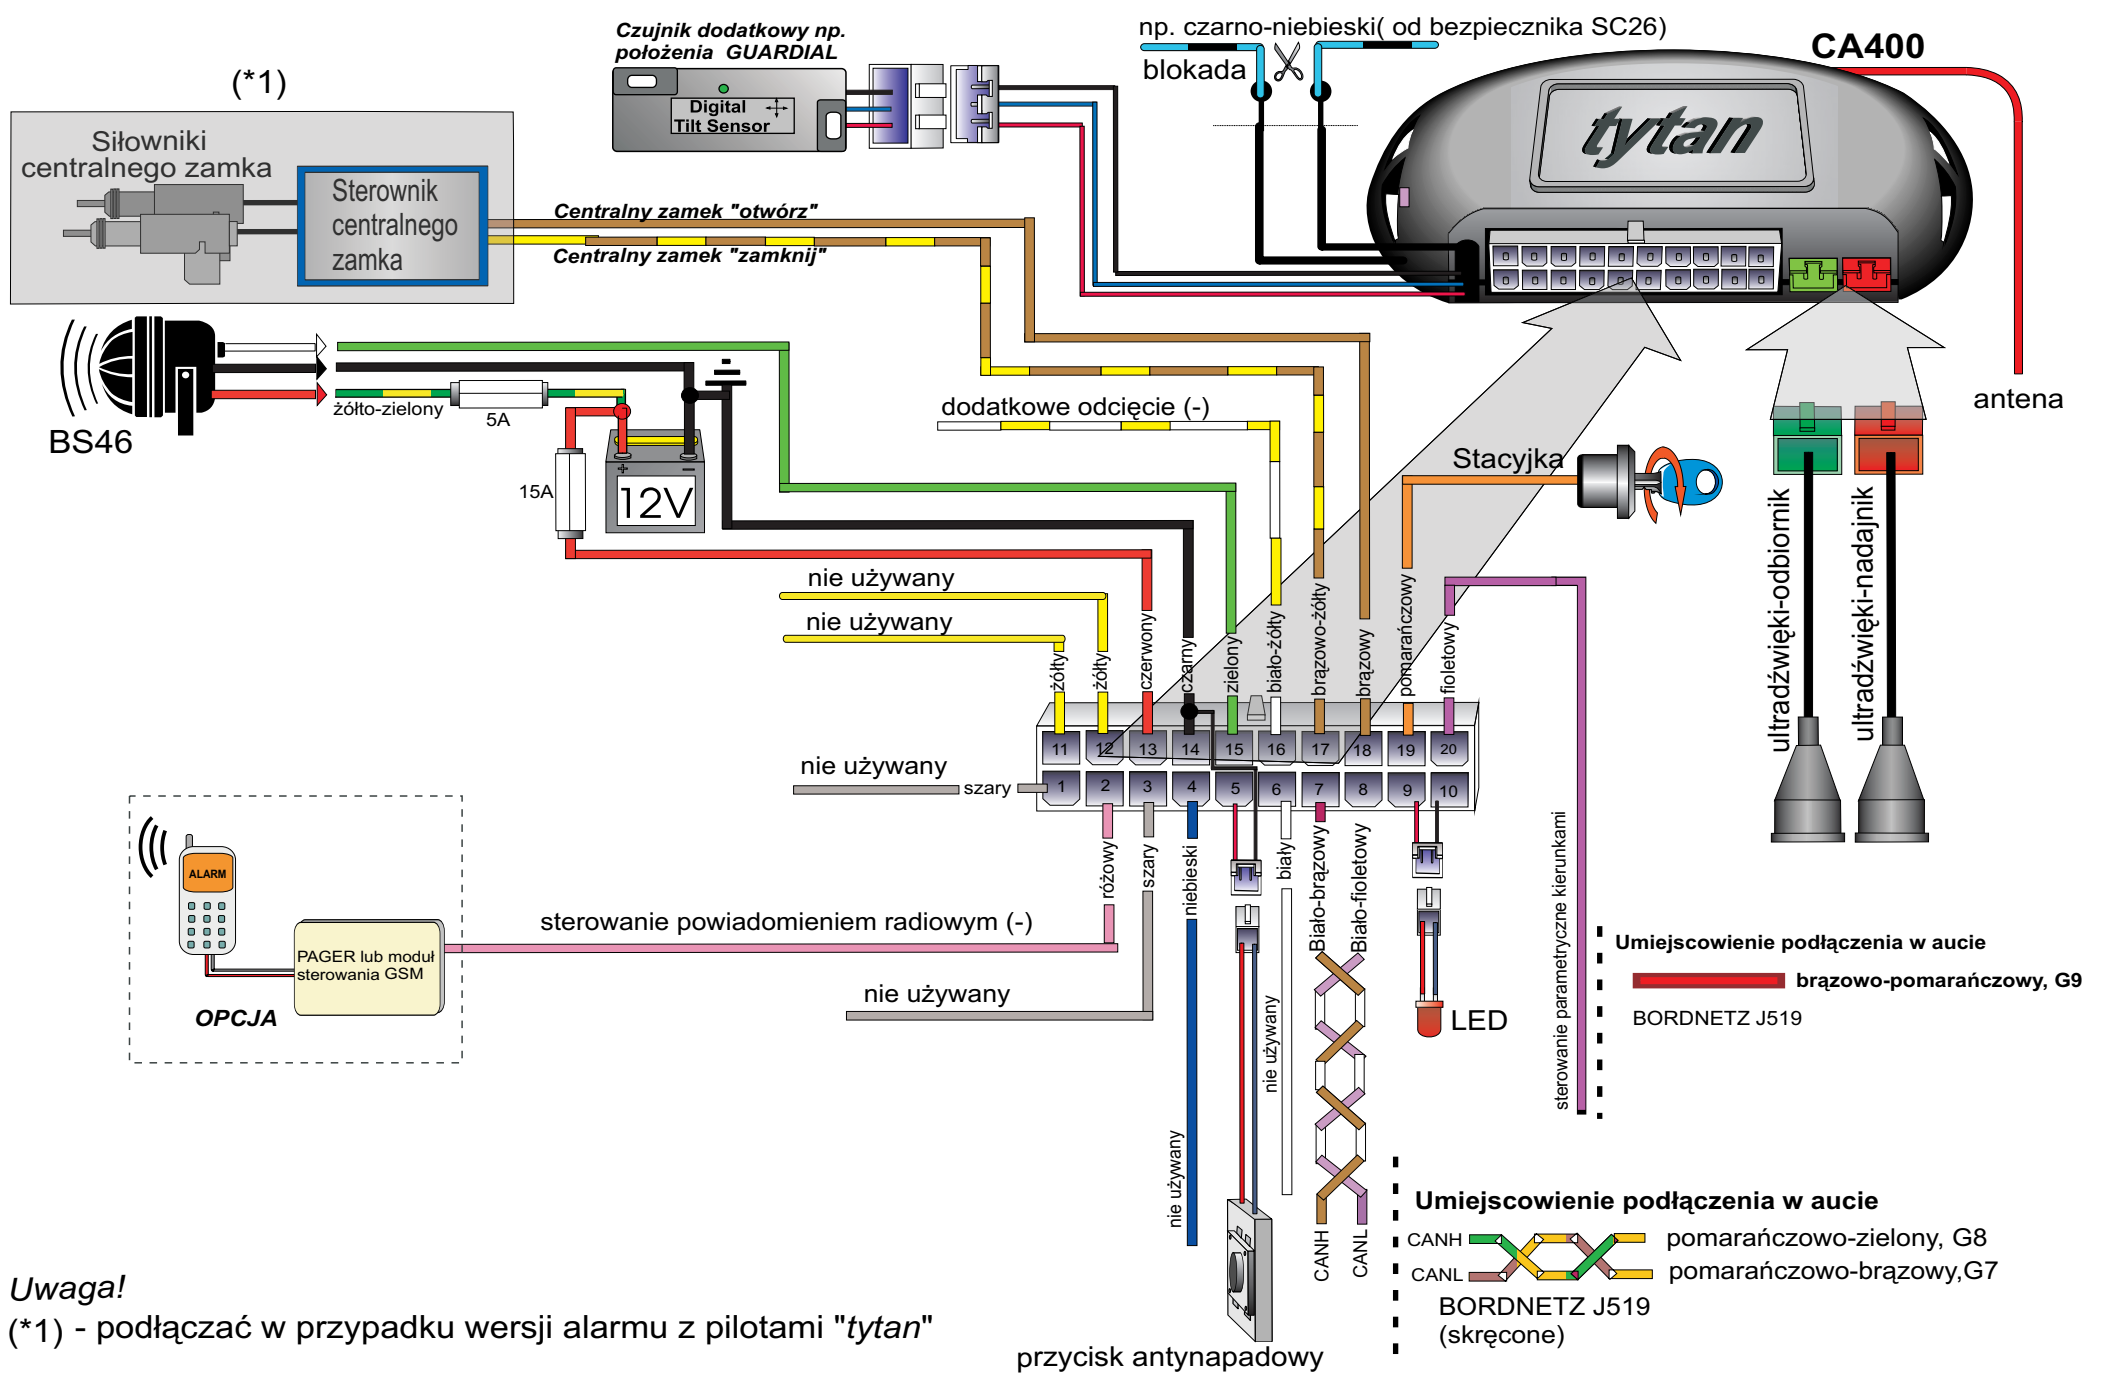 Czujnik dodatkowy np.
położenia GUARDIAL
Digital
Tilt Sensor
np. czarno-niebieski( od bezpiecznika SC26)
blokada
CA400
tytan
antena
(*1)
Siłowniki
centralnego zamka
Sterownik
centralnego
zamka
Centralny zamek "otwórz"
Centralny zamek "zamknij"
BS46
żółto-zielony
5A
15A
+
–
12V
dodatkowe odcięcie (-)
Stacyjka
ultradźwięki-odbiornik
ultradźwięki-nadajnik
nie używany
nie używany
żółty
żółty
czerwony
czarny
zielony
biało-żółty
brązowo-żółty
brązowy
pomarańczowy
fioletowy
11 12 13 14 15 16 17 18 19 20
1 2 3 4 5 6 7 8 9 10
nie używany
szary
różowy
szary
niebieski
biały
Biało-brązowy
Biało-fioletowy
ALARM
PAGER lub moduł
sterowania GSM
OPCJA
sterowanie powiadomieniem radiowym (-)
nie używany
nie używany
nie używany
LED
sterowanie parametryczne kierunkami
Umiejscowienie podłączenia w aucie
brązowo-pomarańczowy, G9
BORDNETZ J519
CANH
CANL
Umiejscowienie podłączenia w aucie
CANH
pomarańczowo-zielony, G8
CANL
pomarańczowo-brązowy,G7
BORDNETZ J519
(skręcone)
przycisk antynapadowy
Uwaga!
(*1) - podłączać w przypadku wersji alarmu z pilotami "tytan"